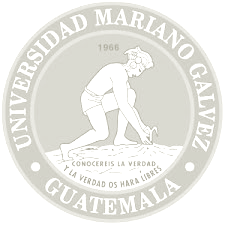 UNIVERSIDAD MARIANO GALVEZ
1966
CONOCEREIS LA VERDAD
Y LA VERDAD OS HARA LIBRES
GUATEMALA